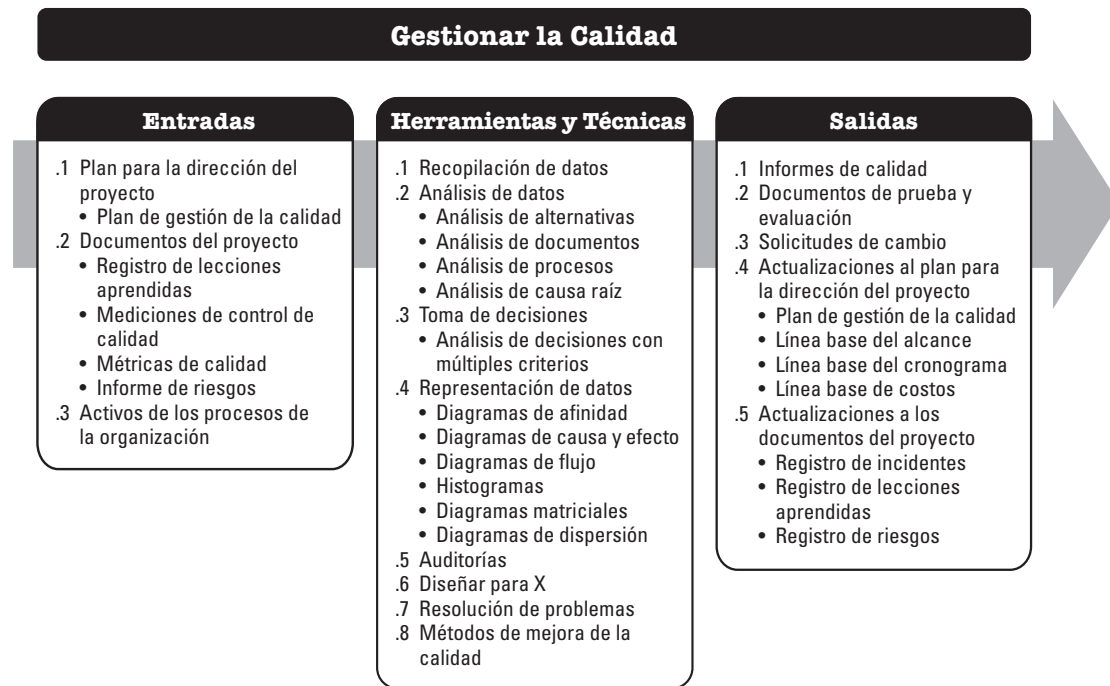 Gestionar la Calidad
Entradas
.1 Plan para la dirección del
proyecto
• Plan de gestión de la calidad
.2 Documentos del proyecto
• Registro de lecciones
aprendidas
• Mediciones de control de
calidad
• Métricas de calidad
• Informe de riesgos
.3 Activos de los procesos de
la organización
Herramientas y Técnicas
.1 Recopilación de datos
.2 Análisis de datos
• Análisis de alternativas
• Análisis de documentos
• Análisis de procesos
• Análisis de causa raíz
.3 Toma de decisiones
• Análisis de decisiones con
múltiples criterios
.4 Representación de datos
• Diagramas de afinidad
• Diagramas de causa y efecto
• Diagramas de flujo
• Histogramas
• Diagramas matriciales
• Diagramas de dispersión
.5 Auditorías
.6 Diseñar para X
.7 Resolución de problemas
.8 Métodos de mejora de la
calidad
Salidas
.1 Informes de calidad
.2 Documentos de prueba y
evaluación
.3 Solicitudes de cambio
.4 Actualizaciones al plan para
la dirección del proyecto
• Plan de gestión de la calidad
• Línea base del alcance
• Línea base del cronograma
• Línea base de costos
.5 Actualizaciones a los
documentos del proyecto
• Registro de incidentes
• Registro de lecciones
aprendidas
• Registro de riesgos